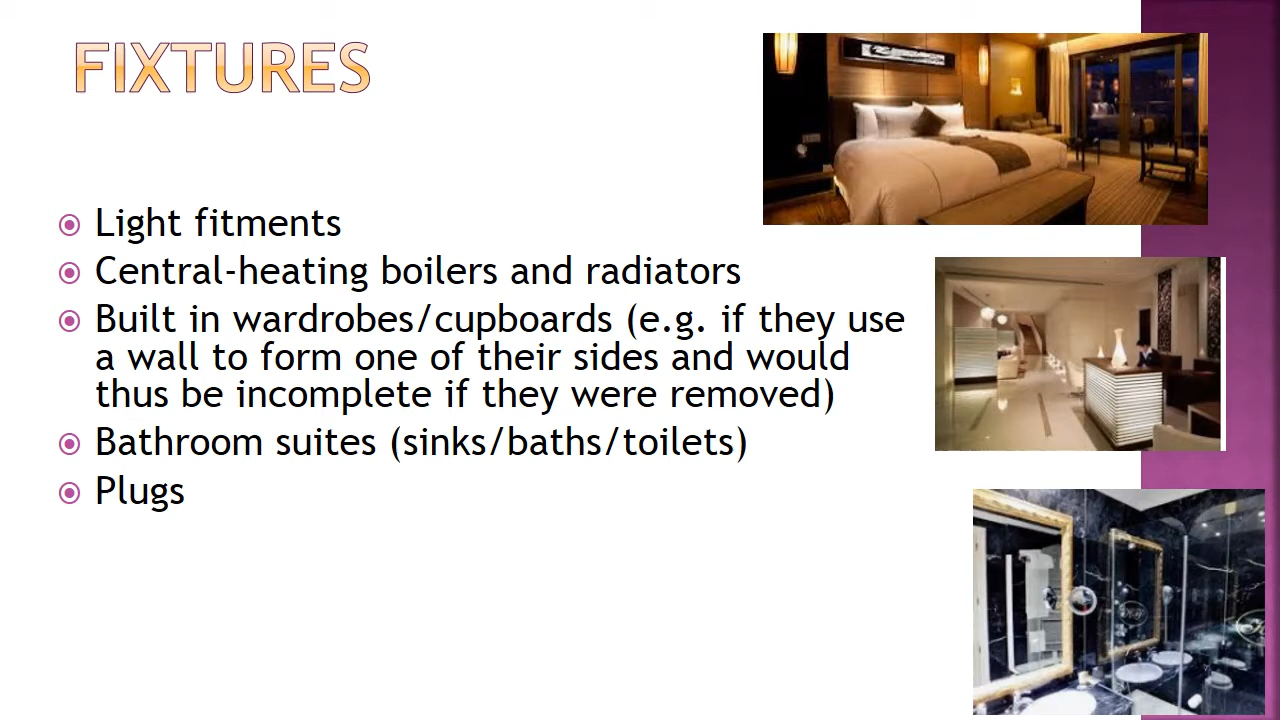 FIXTURES
Light fitments
Central-heating boilers and radiators
Built in wardrobes/cupboards (e.g. if they use
a wall to form one of their sides and would
thus be incomplete if they were removed)
Bathroom suites (sinks/baths/toilets)
Plugs